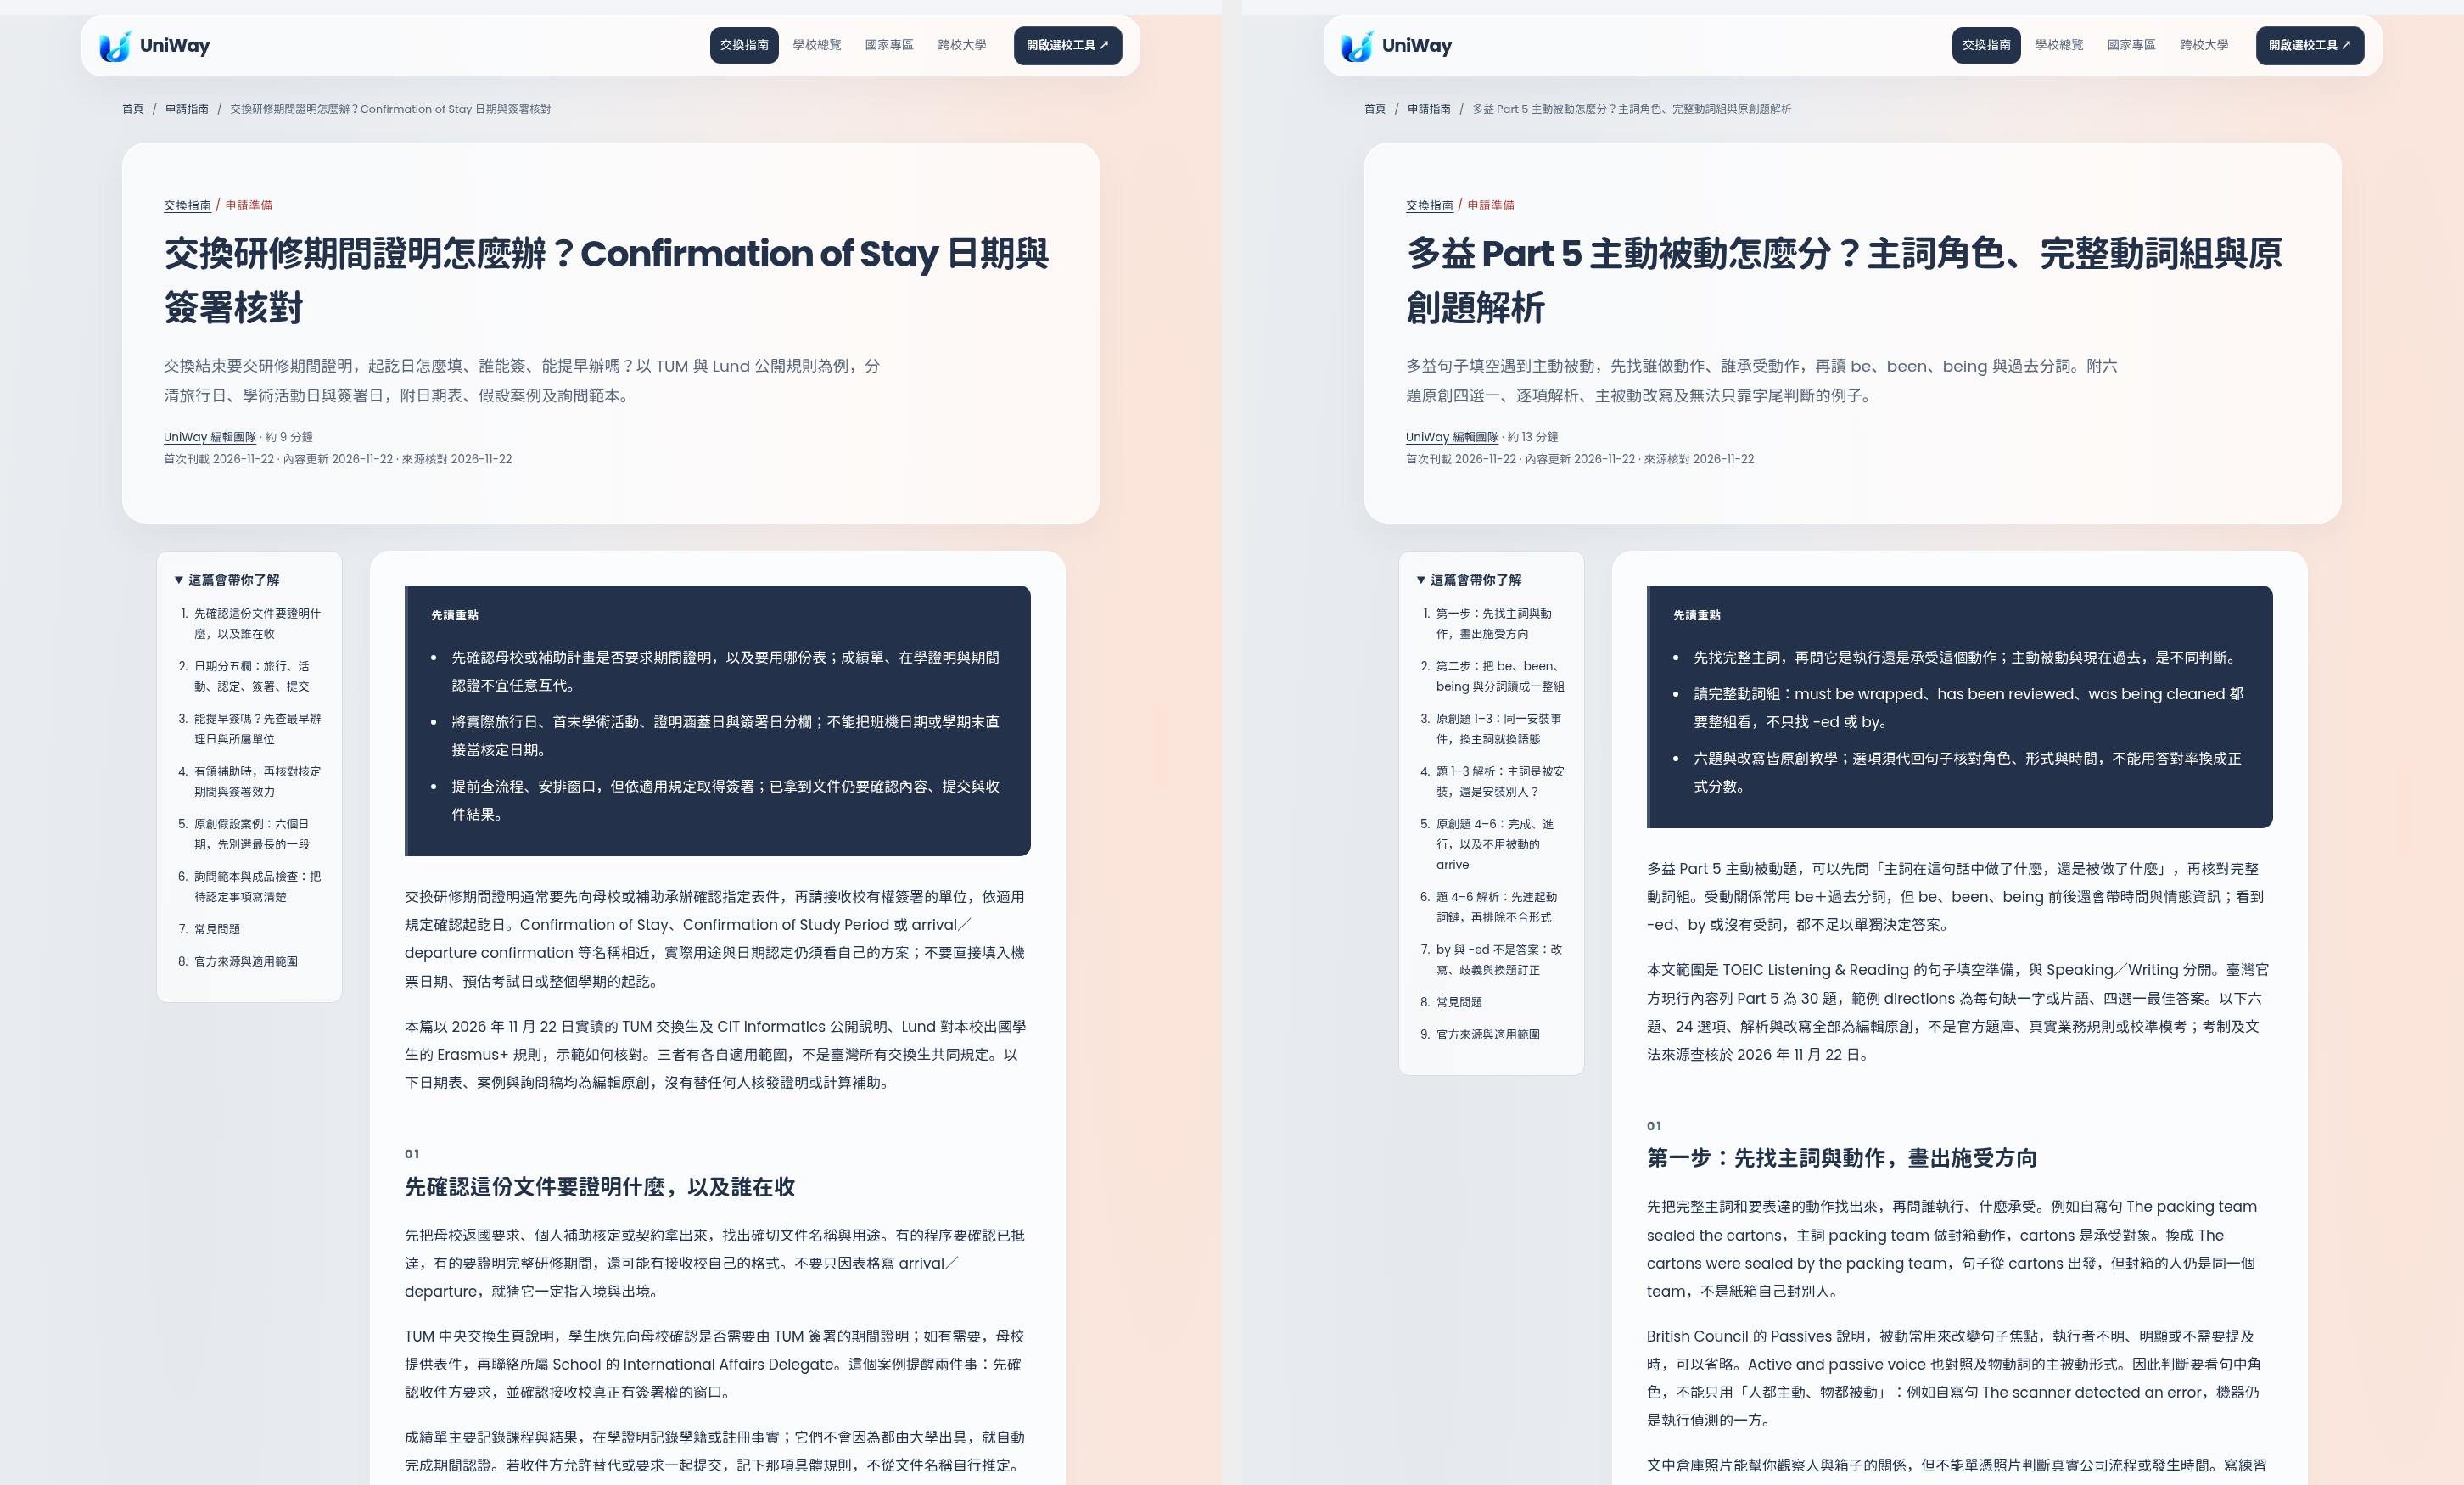 UniWay
交換指南
學校總覽
國家專區
跨校大學
開啟選校工具 ↗
首頁 / 申請指南 / 交換研修期間證明怎麼辦？Confirmation of Stay 日期與簽署核對
交換指南 / 申請準備
交換研修期間證明怎麼辦？Confirmation of Stay 日期與
簽署核對
交換結束要交研修期間證明，起訖日怎麼填、誰能簽、能提早辦嗎？以 TUM 與 Lund 公開規則為例，分
清旅行日、學術活動日與簽署日，附日期表、假設案例及詢問範本。
UniWay 編輯團隊 · 約 9 分鐘
首次刊載 2026-11-22 · 內容更新 2026-11-22 · 來源核對 2026-11-22
▼ 這篇會帶你了解
1. 先確認這份文件要證明什
麼，以及誰在收
2. 日期分五欄：旅行、活
動、認定、簽署、提交
3. 能提早簽嗎？先查最早辦
理日與所屬單位
4. 有領補助時，再核對核定
期間與簽署效力
5. 原創假設案例：六個日
期，先別選最長的一段
6. 詢問範本與成品檢查：把
待認定事項寫清楚
7. 常見問題
8. 官方來源與適用範圍
先讀重點
• 先確認母校或補助計畫是否要求期間證明，以及要用哪份表；成績單、在學證明與期間
認證不宜任意互代。
• 將實際旅行日、首末學術活動、證明涵蓋日與簽署日分欄；不能把班機日期或學期末直
接當核定日期。
• 提前查流程、安排窗口，但依適用規定取得簽署；已拿到文件仍要確認內容、提交與收
件結果。
交換研修期間證明通常要先向母校或補助承辦確認指定表件，再請接收校有權簽署的單位，依適用
規定確認起訖日。Confirmation of Stay、Confirmation of Study Period 或 arrival／
departure confirmation 等名稱相近，實際用途與日期認定仍須看自己的方案；不要直接填入機
票日期、預估考試日或整個學期的起訖。
本篇以 2026 年 11 月 22 日實讀的 TUM 交換生及 CIT Informatics 公開說明、Lund 對本校出國學
生的 Erasmus+ 規則，示範如何核對。三者有各自適用範圍，不是臺灣所有交換生共同規定。以
下日期表、案例與詢問稿均為編輯原創，沒有替任何人核發證明或計算補助。
01
先確認這份文件要證明什麼，以及誰在收
先把母校返國要求、個人補助核定或契約拿出來，找出確切文件名稱與用途。有的程序要確認已抵
達，有的要證明完整研修期間，還可能有接收校自己的格式。不要只因表格寫 arrival／
departure，就猜它一定指入境與出境。
TUM 中央交換生頁說明，學生應先向母校確認是否需要由 TUM 簽署的期間證明；如有需要，母校
提供表件，再聯絡所屬 School 的 International Affairs Delegate。這個案例提醒兩件事：先確
認收件方要求，並確認接收校真正有簽署權的窗口。
成績單主要記錄課程與結果，在學證明記錄學籍或註冊事實；它們不會因為都由大學出具，就自動
完成期間認證。若收件方允許替代或要求一起提交，記下那項具體規則，不從文件名稱自行推定。
UniWay
交換指南
學校總覽
國家專區
跨校大學
開啟選校工具 ↗
首頁 / 申請指南 / 多益 Part 5 主動被動怎麼分？主詞角色、完整動詞組與原創題解析
交換指南 / 申請準備
多益 Part 5 主動被動怎麼分？主詞角色、完整動詞組與原
創題解析
多益句子填空遇到主動被動，先找誰做動作、誰承受動作，再讀 be、been、being 與過去分詞。附六
題原創四選一、逐項解析、主被動改寫及無法只靠字尾判斷的例子。
UniWay 編輯團隊 · 約 13 分鐘
首次刊載 2026-11-22 · 內容更新 2026-11-22 · 來源核對 2026-11-22
▼ 這篇會帶你了解
1. 第一步：先找主詞與動
作，畫出施受方向
2. 第二步：把 be、been、
being 與分詞讀成一整組
3. 原創題 1–3：同一安裝事
件，換主詞就換語態
4. 題 1–3 解析：主詞是被安
裝，還是安裝別人？
5. 原創題 4–6：完成、進
行，以及不用被動的
arrive
6. 題 4–6 解析：先連起動
詞鏈，再排除不合形式
7. by 與 -ed 不是答案：改
寫、歧義與換題訂正
8. 常見問題
9. 官方來源與適用範圍
先讀重點
• 先找完整主詞，再問它是執行還是承受這個動作；主動被動與現在過去，是不同判斷。
• 讀完整動詞組：must be wrapped、has been reviewed、was being cleaned 都
要整組看，不只找 -ed 或 by。
• 六題與改寫皆原創教學；選項須代回句子核對角色、形式與時間，不能用答對率換成正
式分數。
多益 Part 5 主動被動題，可以先問「主詞在這句話中做了什麼，還是被做了什麼」，再核對完整
動詞組。受動關係常用 be＋過去分詞，但 be、been、being 前後還會帶時間與情態資訊；看到
-ed、by 或沒有受詞，都不足以單獨決定答案。
本文範圍是 TOEIC Listening & Reading 的句子填空準備，與 Speaking／Writing 分開。臺灣官
方現行內容列 Part 5 為 30 題，範例 directions 為每句缺一字或片語、四選一最佳答案。以下六
題、24 選項、解析與改寫全部為編輯原創，不是官方題庫、真實業務規則或校準模考；考制及文
法來源查核於 2026 年 11 月 22 日。
01
第一步：先找主詞與動作，畫出施受方向
先把完整主詞和要表達的動作找出來，再問誰執行、什麼承受。例如自寫句 The packing team
sealed the cartons，主詞 packing team 做封箱動作，cartons 是承受對象。換成 The
cartons were sealed by the packing team，句子從 cartons 出發，但封箱的人仍是同一個
team，不是紙箱自己封別人。
British Council 的 Passives 說明，被動常用來改變句子焦點，執行者不明、明顯或不需要提及
時，可以省略。Active and passive voice 也對照及物動詞的主被動形式。因此判斷要看句中角
色，不能只用「人都主動、物都被動」：例如自寫句 The scanner detected an error，機器仍
是執行偵測的一方。
文中倉庫照片能幫你觀察人與箱子的關係，但不能單憑照片判斷真實公司流程或發生時間。寫練習